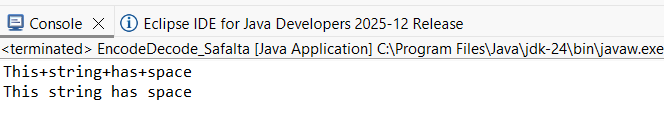 Console Eclipse IDE for Java Developers 2025-12 Release
<terminated> EncodeDecode_Safalta [Java Application] C:\Program Files\Java\jdk-24\bin\javaw.exe
This+string+has+space
This string has space